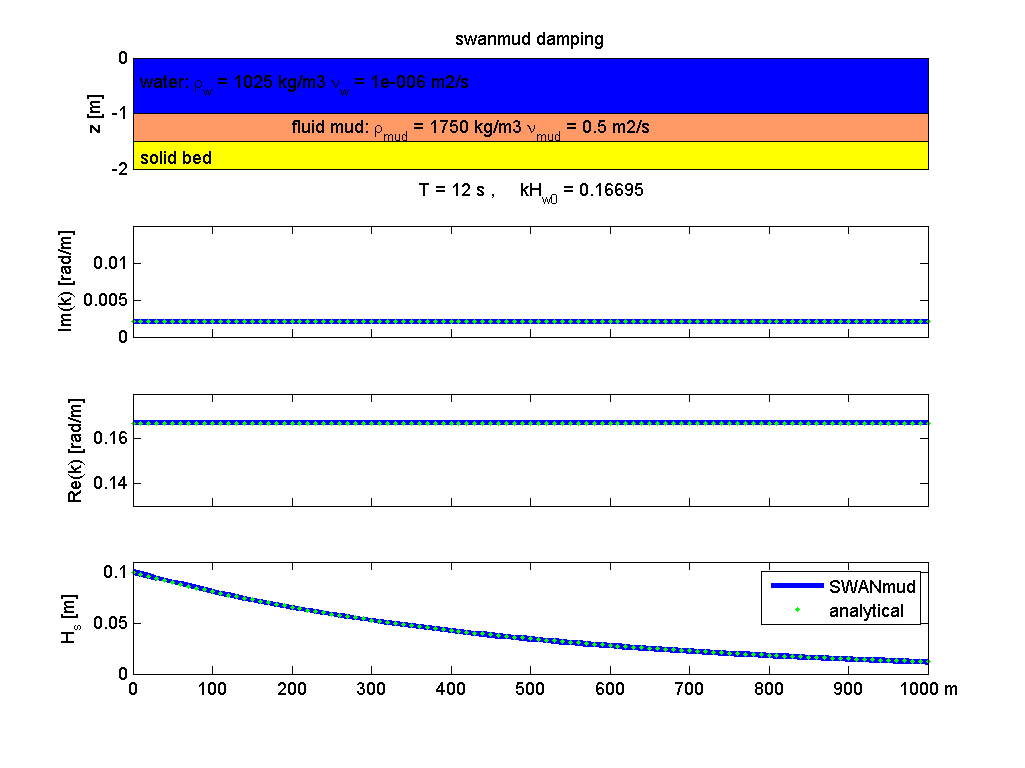 swanmud damping
0
-1
-2
z [m]
water: ρw = 1025 kg/m3 νw = 1e-006 m2/s
fluid mud: ρmud = 1750 kg/m3 νmud = 0.5 m2/s
solid bed
T = 12 s , kHw0 = 0.16695
Im(k) [rad/m]
0.01
0.005
0
Re(k) [rad/m]
0.16
0.14
Hs [m]
0.1
0.05
0
SWANmud
analytical
0 100 200 300 400 500 600 700 800 900 1000 m